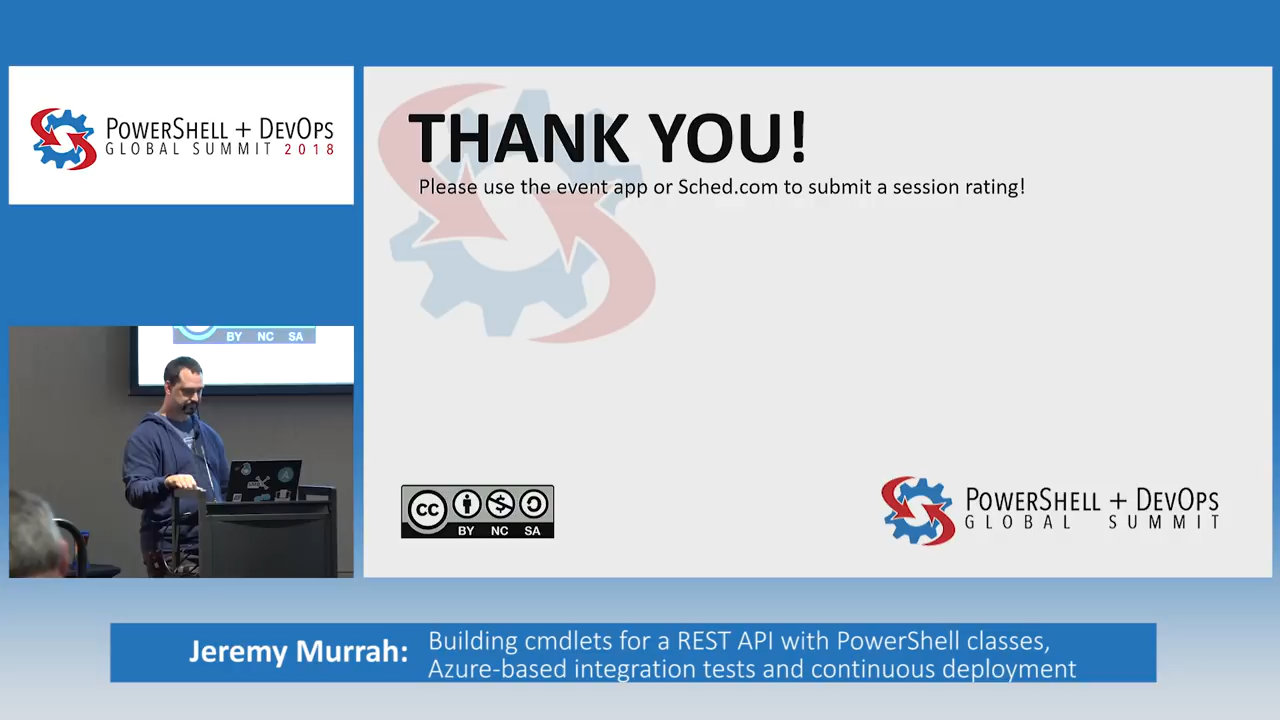 POWERSHELL + DEVOPS
GLOBAL SUMMIT 2018
THANK YOU!
Please use the event app or Sched.com to submit a session rating!
BY NC SA
cc
BY NC SA
POWERSHELL + DEVOPS
GLOBAL SUMMIT
Jeremy Murrah:
Building cmdlets for a REST API with PowerShell classes,
Azure-based integration tests and continuous deployment